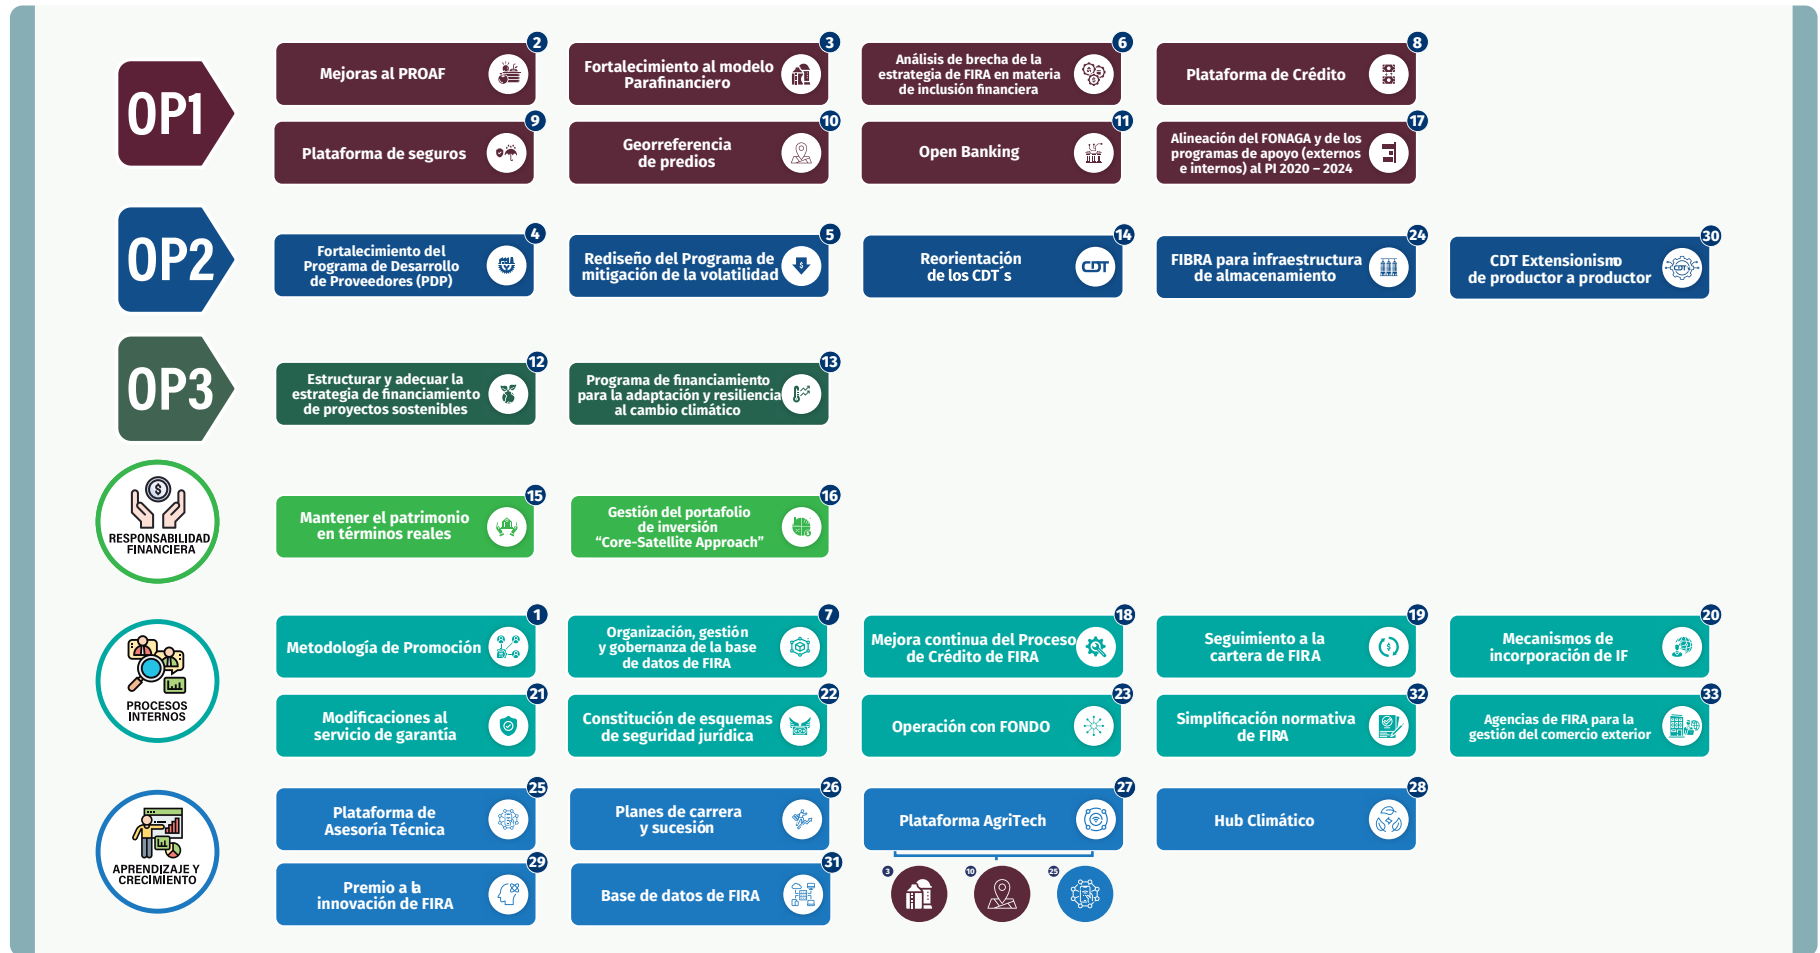 OP1
2
Mejoras al PROAF
3
Fortalecimiento al modelo
Parafinanciero
6
Análisis de brecha de la
estrategia de FIRA en materia
de inclusión financiera
8
Plataforma de Crédito
9
Plataforma de seguros
10
Georreferencia
de predios
11
Open Banking
17
Alineación del FONAGA y de los
programas de apoyo (externos
e internos) al PI 2020 – 2024
OP2
4
Fortalecimiento del
Programa de Desarrollo
de Proveedores (PDP)
5
Rediseño del Programa de
mitigación de la volatilidad
14
Reorientación
de los CDT´s
CDT
24
FIBRA para infraestructura
de almacenamiento
30
CDT Extensionismo
de productor a productor
CDT
OP3
12
Estructurar y adecuar la
estrategia de financiamiento
de proyectos sostenibles
13
Programa de financiamiento
para la adaptación y resiliencia
al cambio climático
RESPONSABILIDAD
FINANCIERA
15
Mantener el patrimonio
en términos reales
16
Gestión del portafolio
de inversión
“Core-Satellite Approach”
PROCESOS
INTERNOS
1
Metodología de Promoción
7
Organización, gestión
y gobernanza de la base
de datos de FIRA
18
Mejora continua del Proceso
de Crédito de FIRA
19
Seguimiento a la
cartera de FIRA
20
Mecanismos de
incorporación de IF
21
Modificaciones al
servicio de garantía
22
Constitución de esquemas
de seguridad jurídica
23
Operación con FONDO
32
Simplificación normativa
de FIRA
33
Agencias de FIRA para la
gestión del comercio exterior
APRENDIZAJE Y
CRECIMIENTO
25
Plataforma de
Asesoría Técnica
26
Planes de carrera
y sucesión
27
Plataforma AgriTech
28
Hub Climático
29
Premio a la
innovación de FIRA
31
Base de datos de FIRA
3
10
25